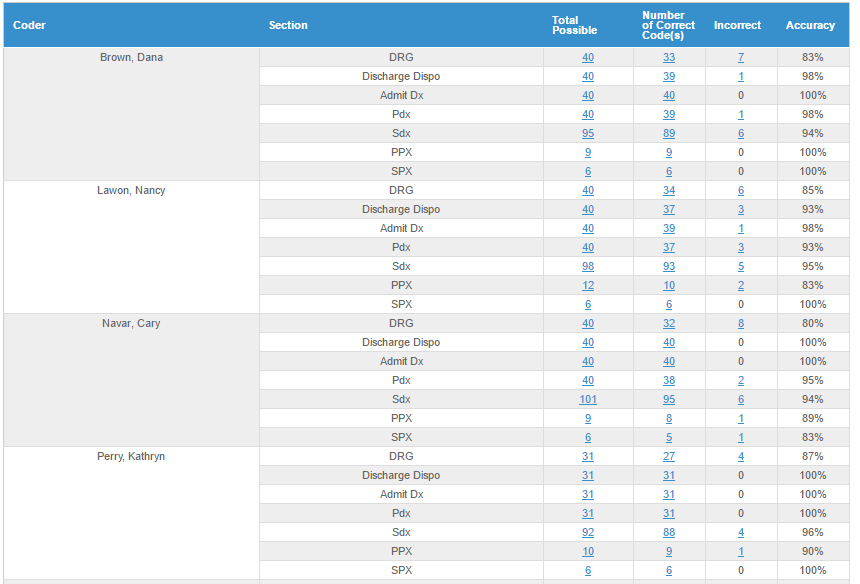 Coder Section Total Possible Number of Correct Code(s) Incorrect Accuracy
Brown, Dana DRG 40 33 7 83%
Discharge Dispo 40 39 1 98%
Admit Dx 40 40 0 100%
Pdx 40 39 1 98%
Sdx 95 89 6 94%
PPX 9 9 0 100%
SPX 6 6 0 100%
Lawon, Nancy DRG 40 34 6 85%
Discharge Dispo 40 37 3 93%
Admit Dx 40 39 1 98%
Pdx 40 37 3 93%
Sdx 98 93 5 95%
PPX 12 10 2 83%
SPX 6 6 0 100%
Navar, Cary DRG 40 32 8 80%
Discharge Dispo 40 40 0 100%
Admit Dx 40 40 0 100%
Pdx 40 38 2 95%
Sdx 101 95 6 94%
PPX 9 8 1 89%
SPX 6 5 1 83%
Perry, Kathryn DRG 31 27 4 87%
Discharge Dispo 31 31 0 100%
Admit Dx 31 31 0 100%
Pdx 31 31 0 100%
Sdx 92 88 4 96%
PPX 10 9 1 90%
SPX 6 6 0 100%